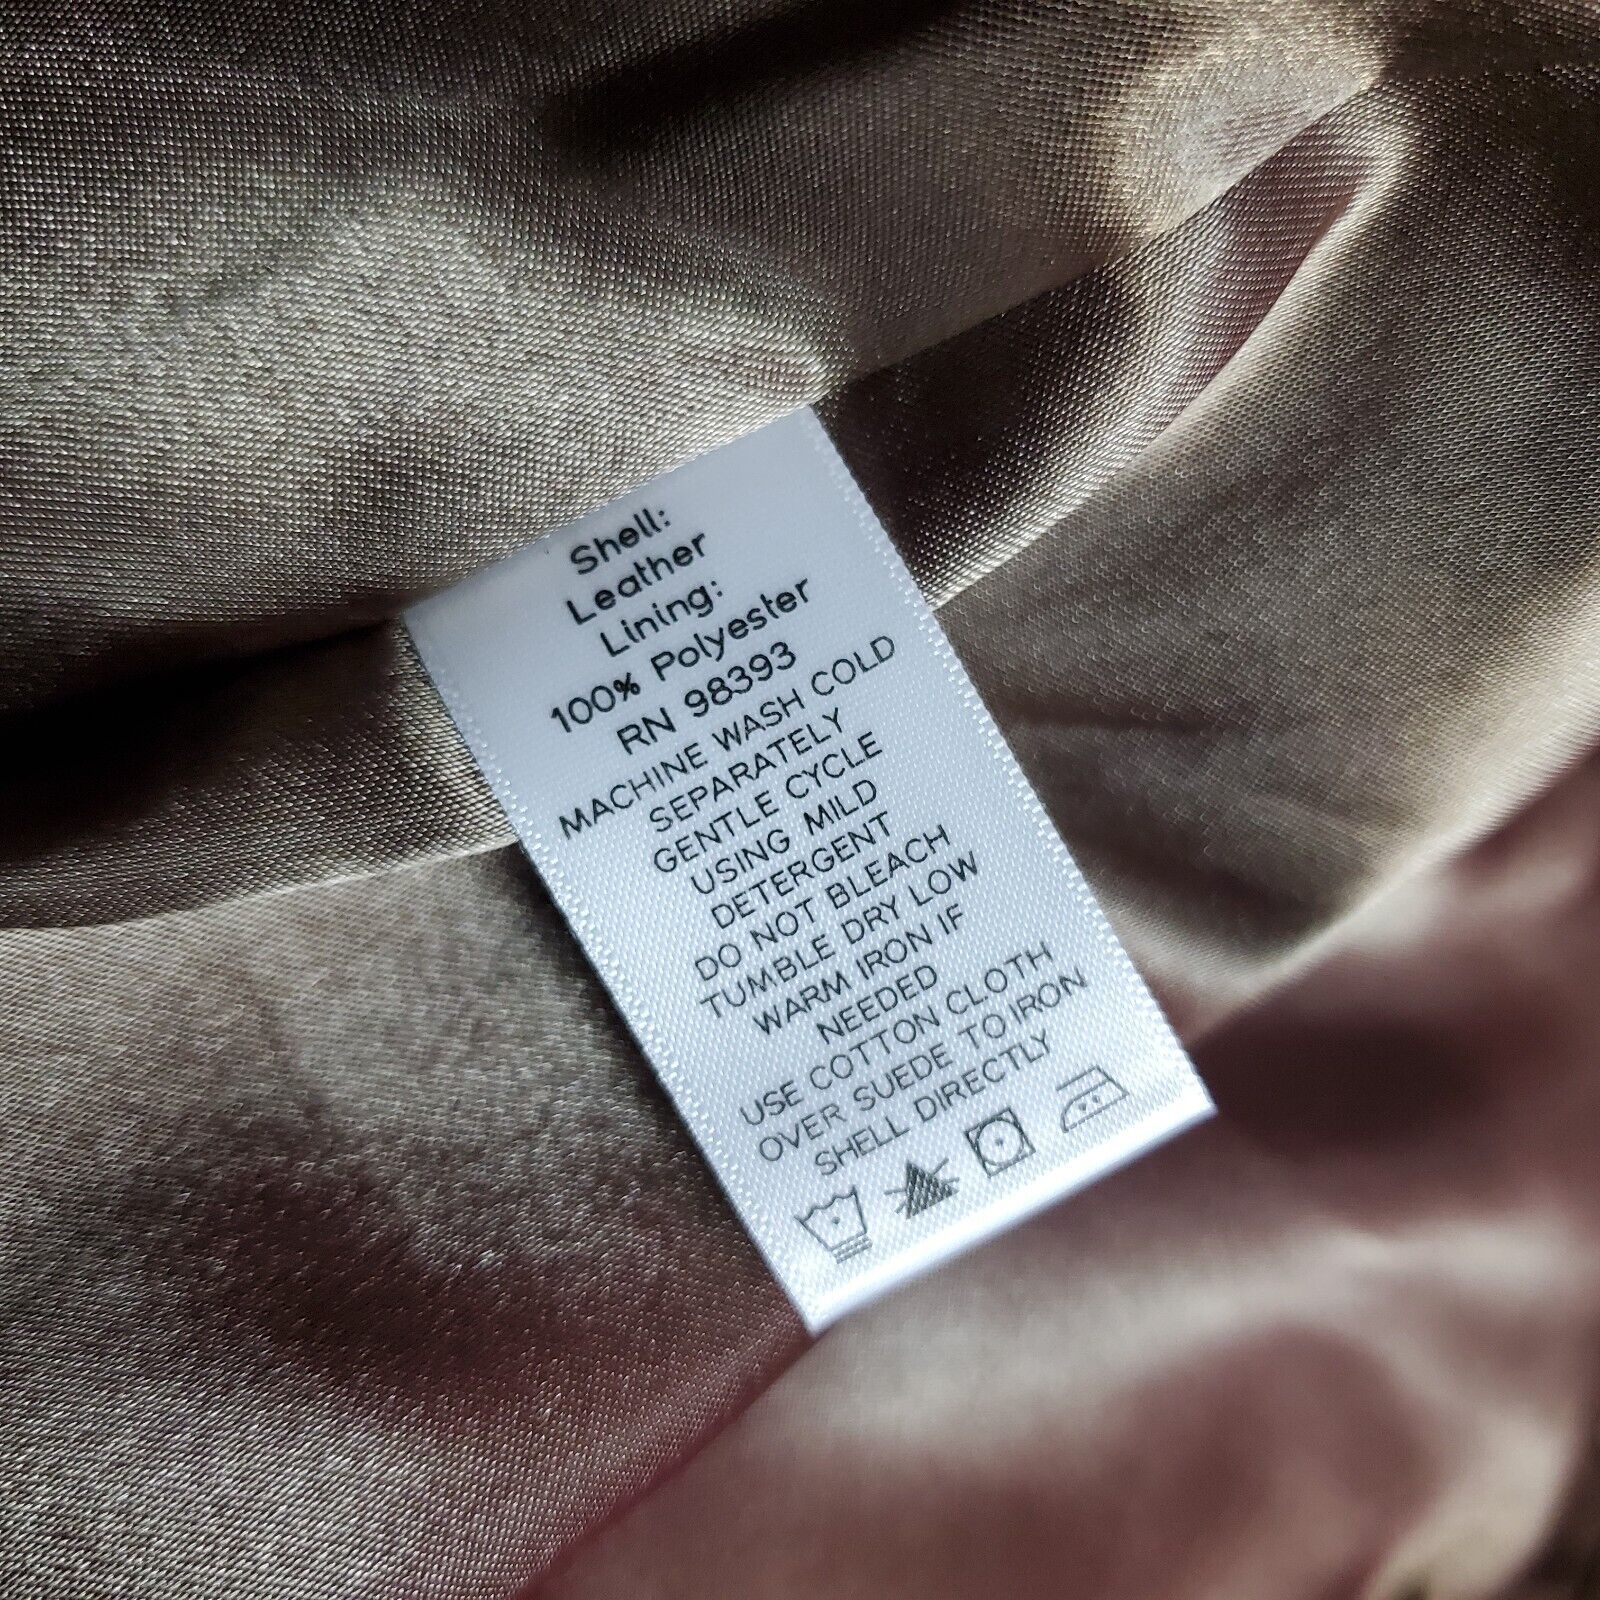 Shell:
Leather
Lining:
100% Polyester
RN 98393
MACHINE WASH COLD
SEPARATELY
GENTLE CYCLE
USING MILD
DETERGENT
DO NOT BLEACH
TUMBLE DRY LOW
WARM IRON IF
NEEDED
USE COTTON CLOTH
OVER SUEDE TO IRON
SHELL DIRECTLY